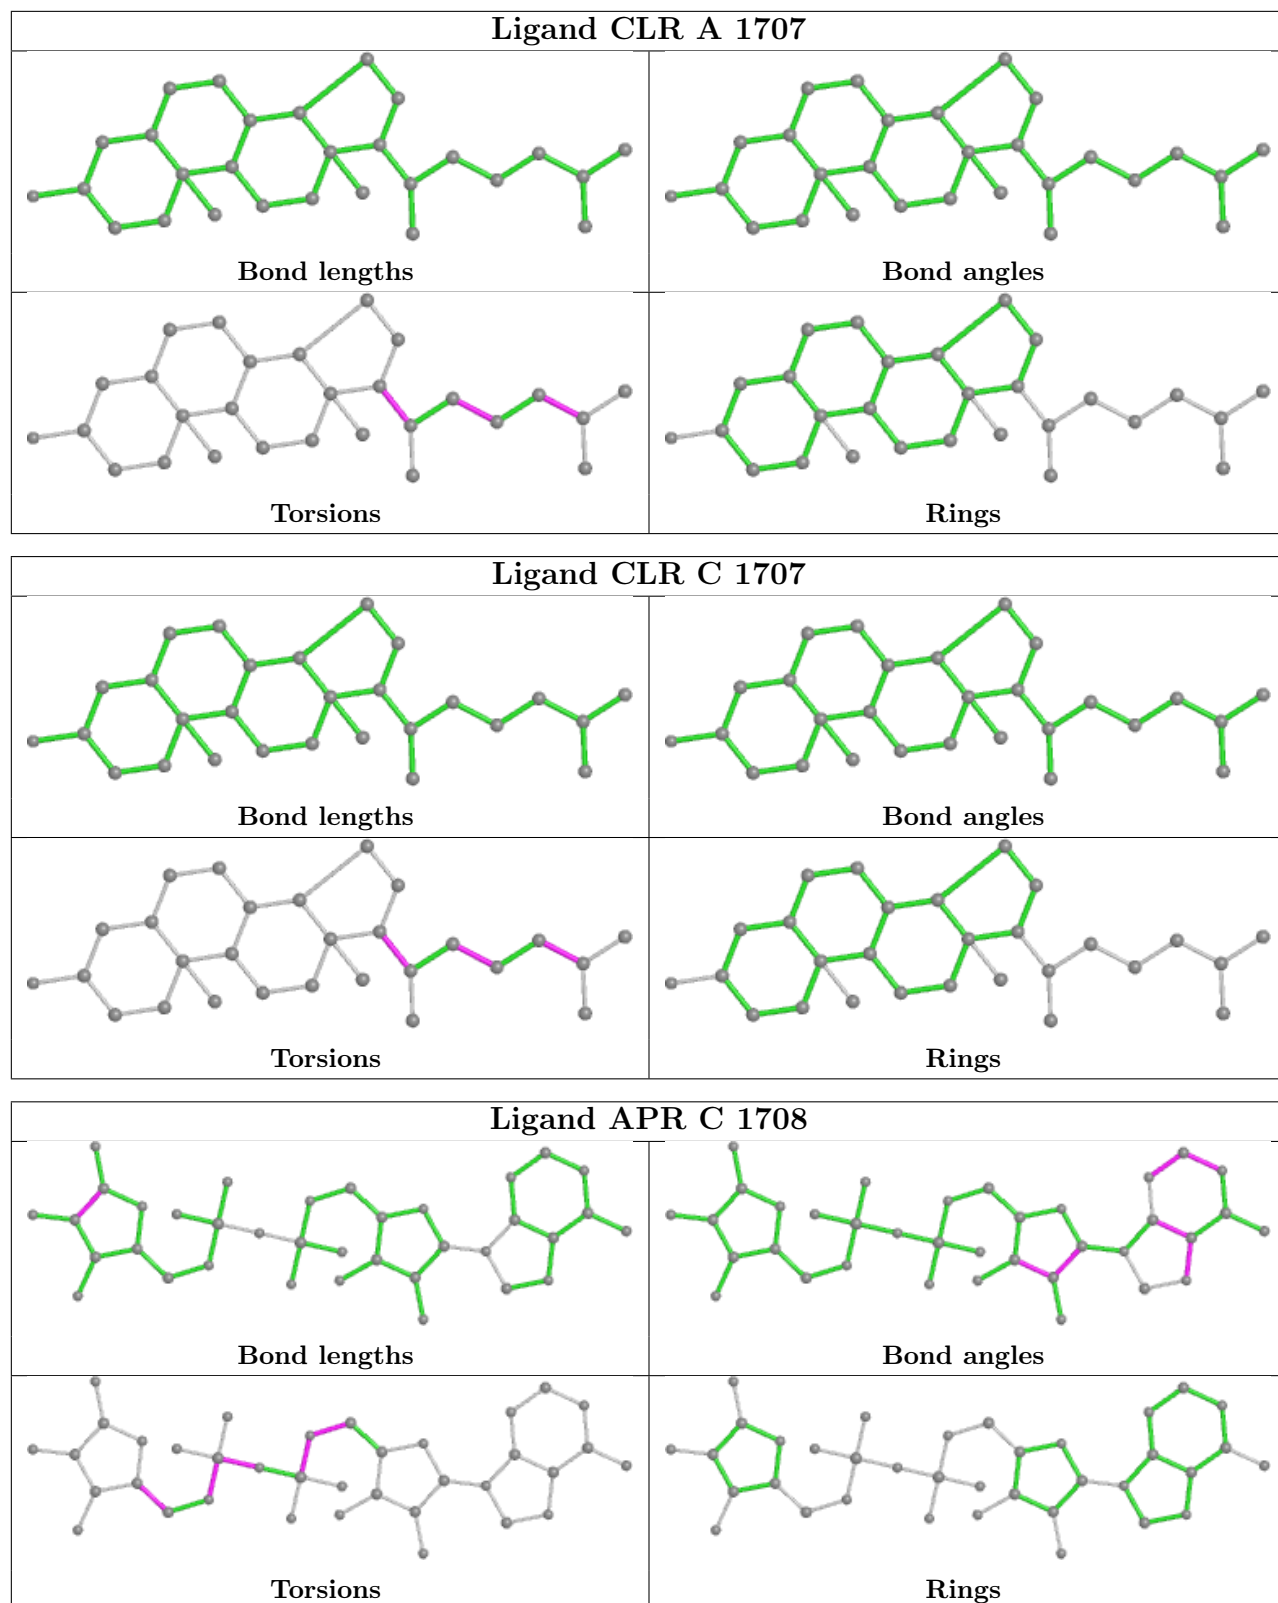 Ligand CLR A 1707
Bond lengths
Bond angles
Torsions
Rings
Ligand CLR C 1707
Bond lengths
Bond angles
Torsions
Rings
Ligand APR C 1708
Bond lengths
Bond angles
Torsions
Rings